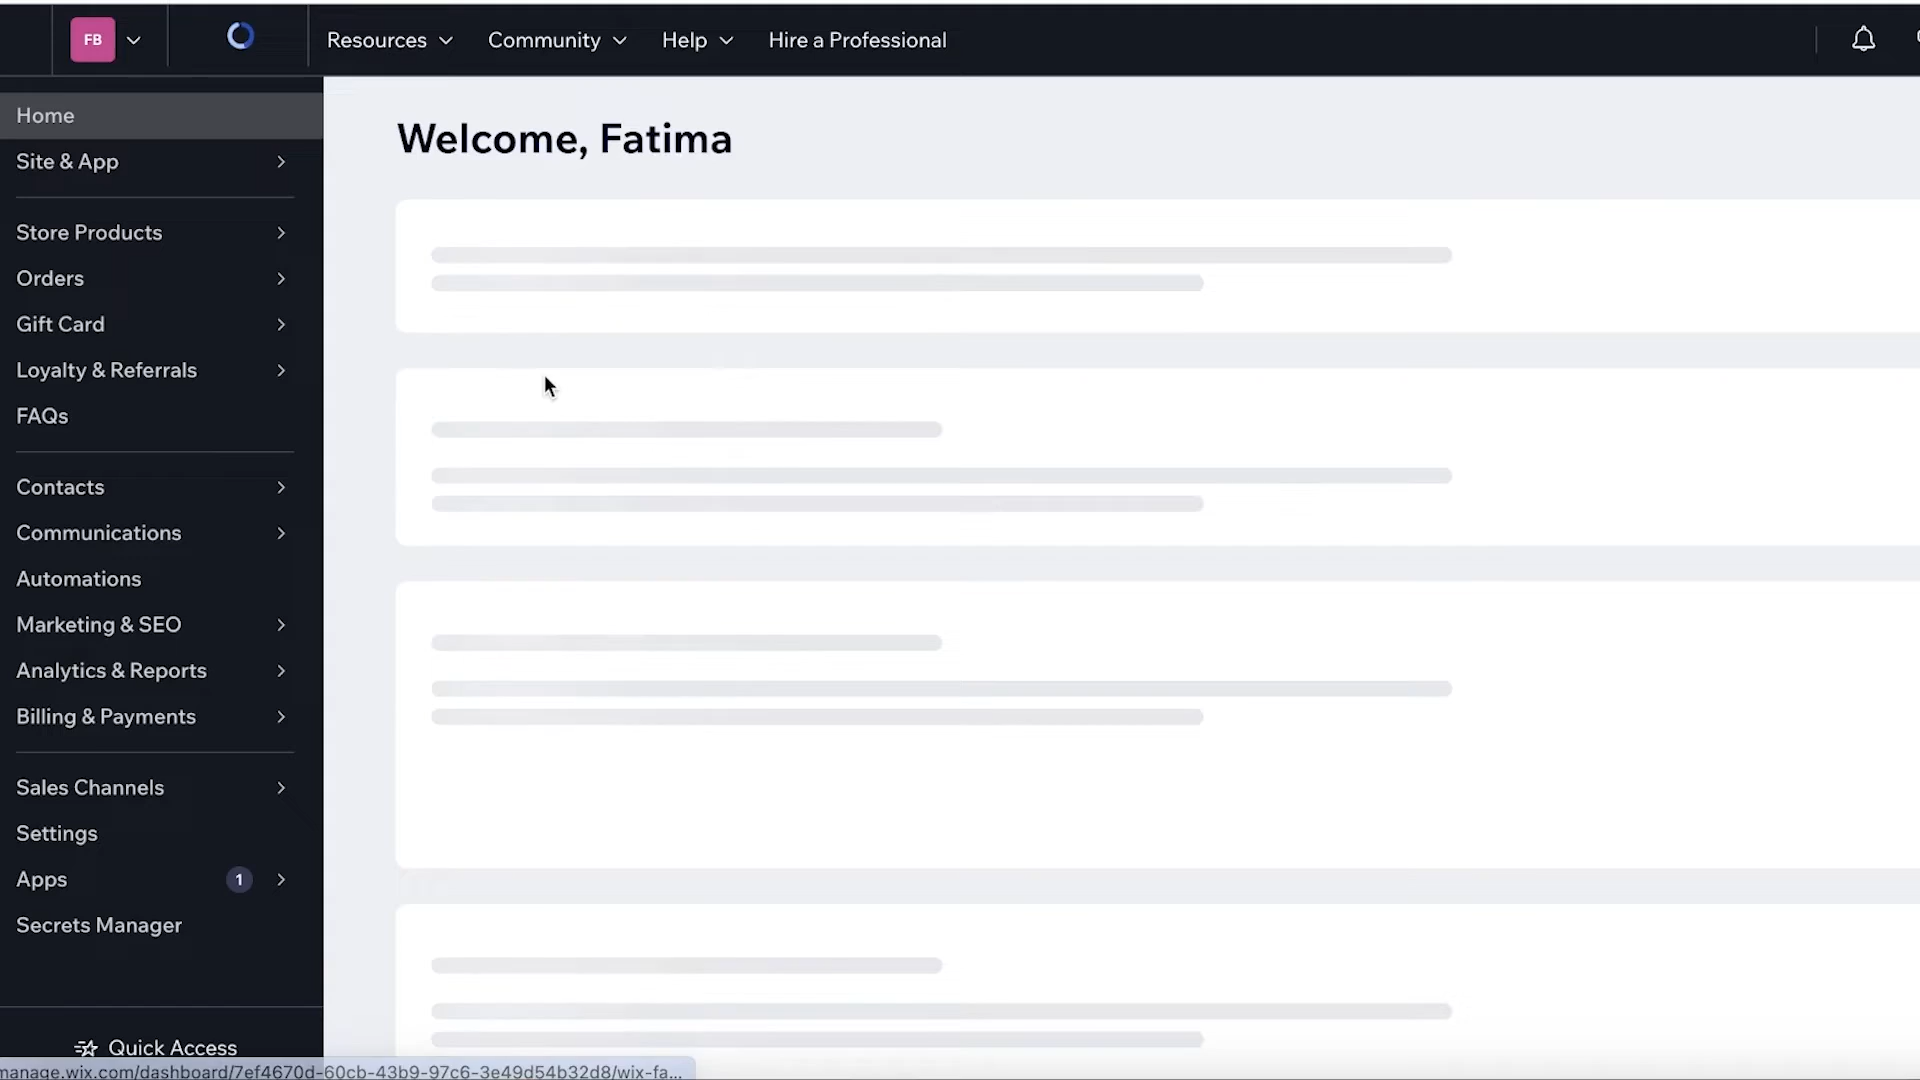 FB
Resources
Community
Help
Hire a Professional
Home
Site & App
Store Products
Orders
Gift Card
Loyalty & Referrals
FAQs
Contacts
Communications
Automations
Marketing & SEO
Analytics & Reports
Billing & Payments
Sales Channels
Settings
Apps 1
Secrets Manager
Quick Access
manage.wix.com/dashboard/7ef4670d-60cb-43b9-97c6-3e49d54b32d8/wix-fa...
Welcome, Fatima